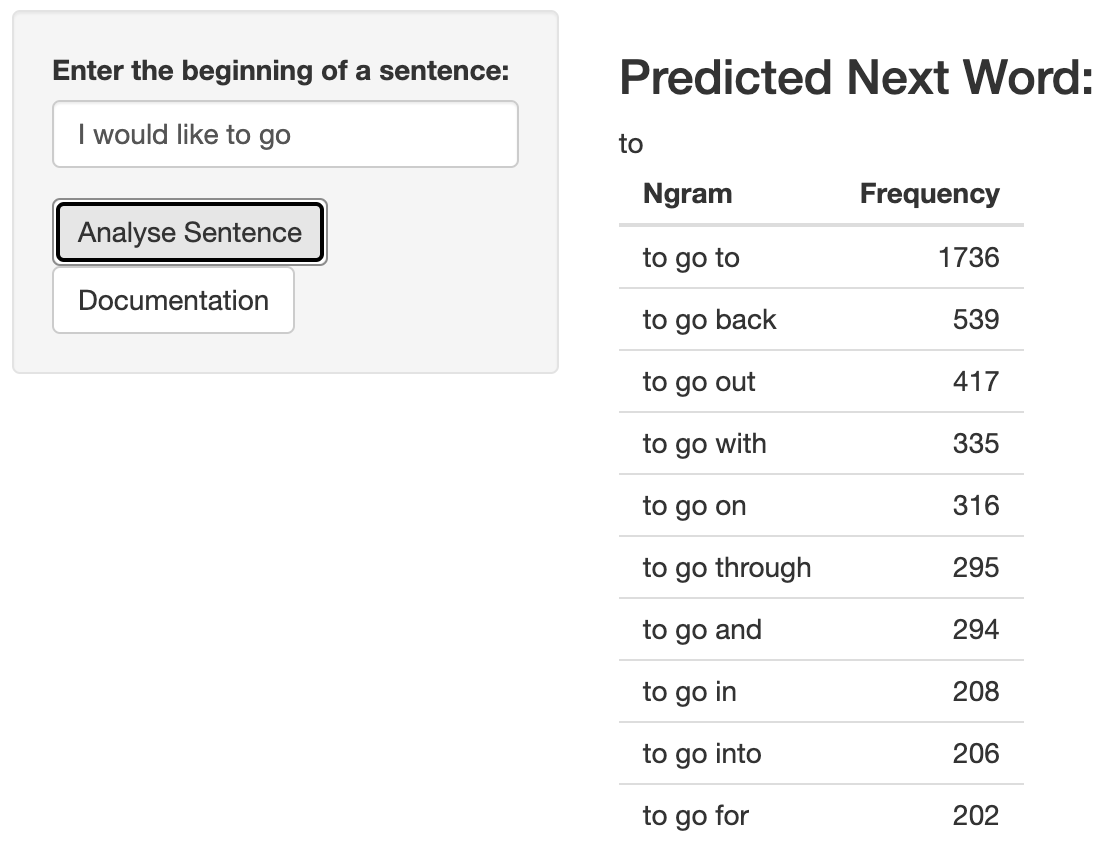 Enter the beginning of a sentence:
I would like to go
Analyse Sentence
Documentation
Predicted Next Word:
to
Ngram Frequency
to go to 1736
to go back 539
to go out 417
to go with 335
to go on 316
to go through 295
to go and 294
to go in 208
to go into 206
to go for 202